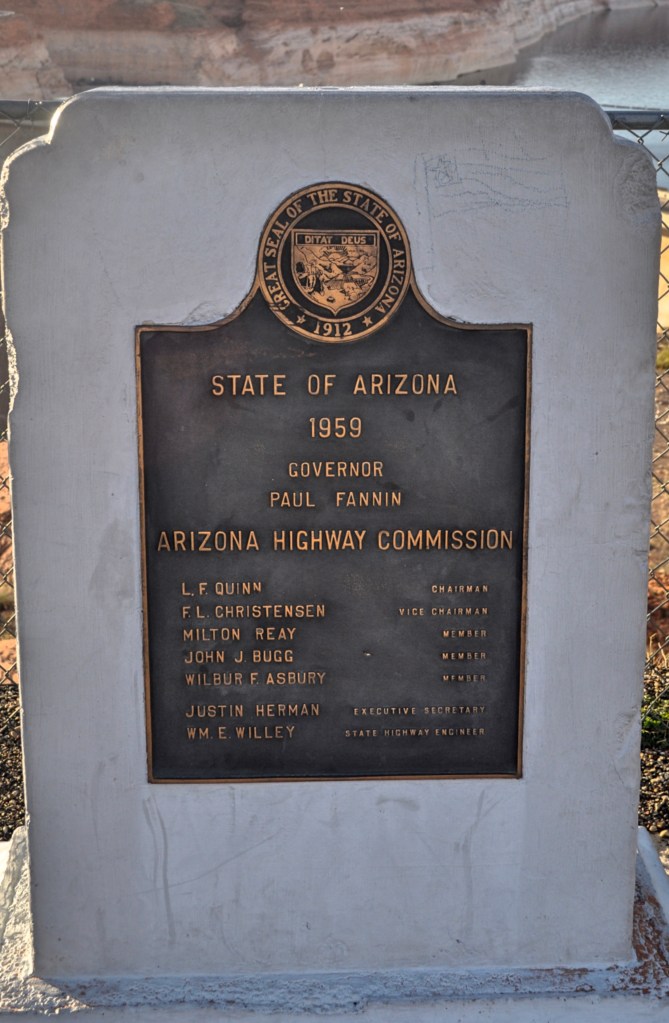 GREAT SEAL OF THE STATE OF ARIZONA
DITAT DEUS
★ 1912 ★
STATE OF ARIZONA
1959
GOVERNOR
PAUL FANNIN
ARIZONA HIGHWAY COMMISSION
L. F. QUINN CHAIRMAN
F. L. CHRISTENSEN VICE CHAIRMAN
MILTON REAY MEMBER
JOHN J. BUGG MEMBER
WILBUR F. ASBURY MEMBER
JUSTIN HERMAN EXECUTIVE SECRETARY
WM. E. WILLEY STATE HIGHWAY ENGINEER